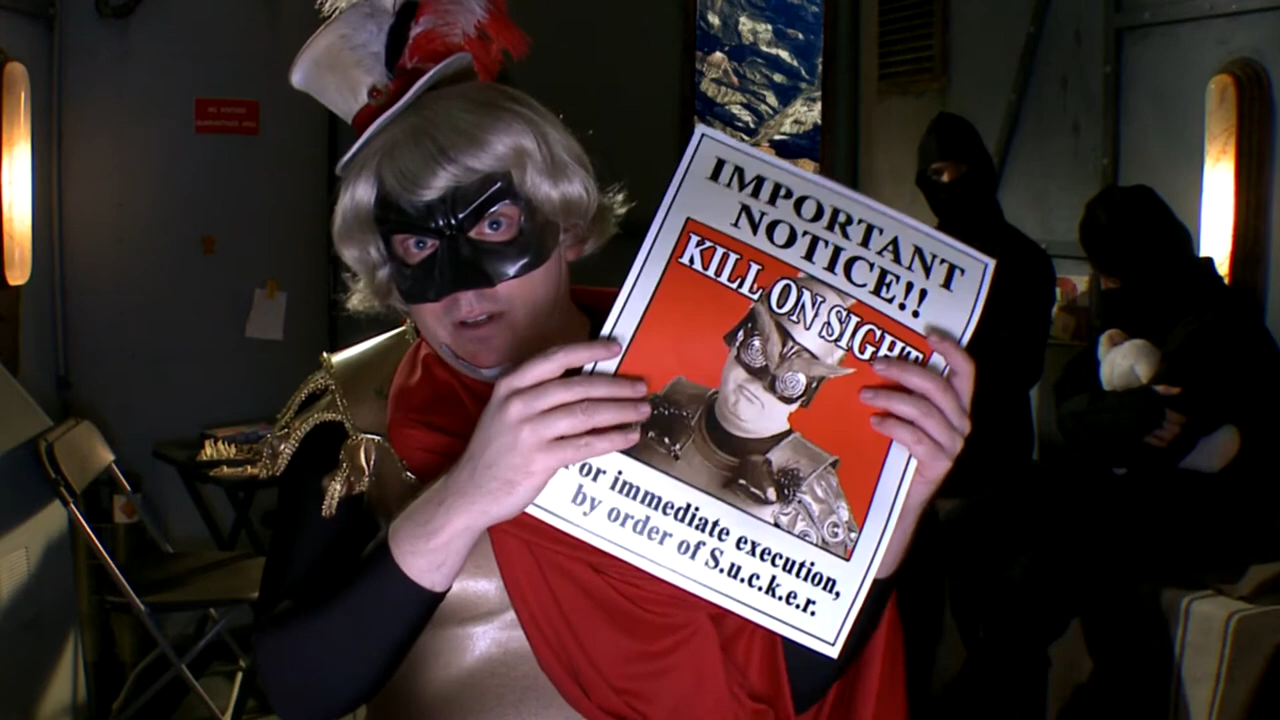 IMPORTANT
NOTICE!!
KILL ON SIGHT
or immediate execution,
by order of S.u.c.k.e.r.